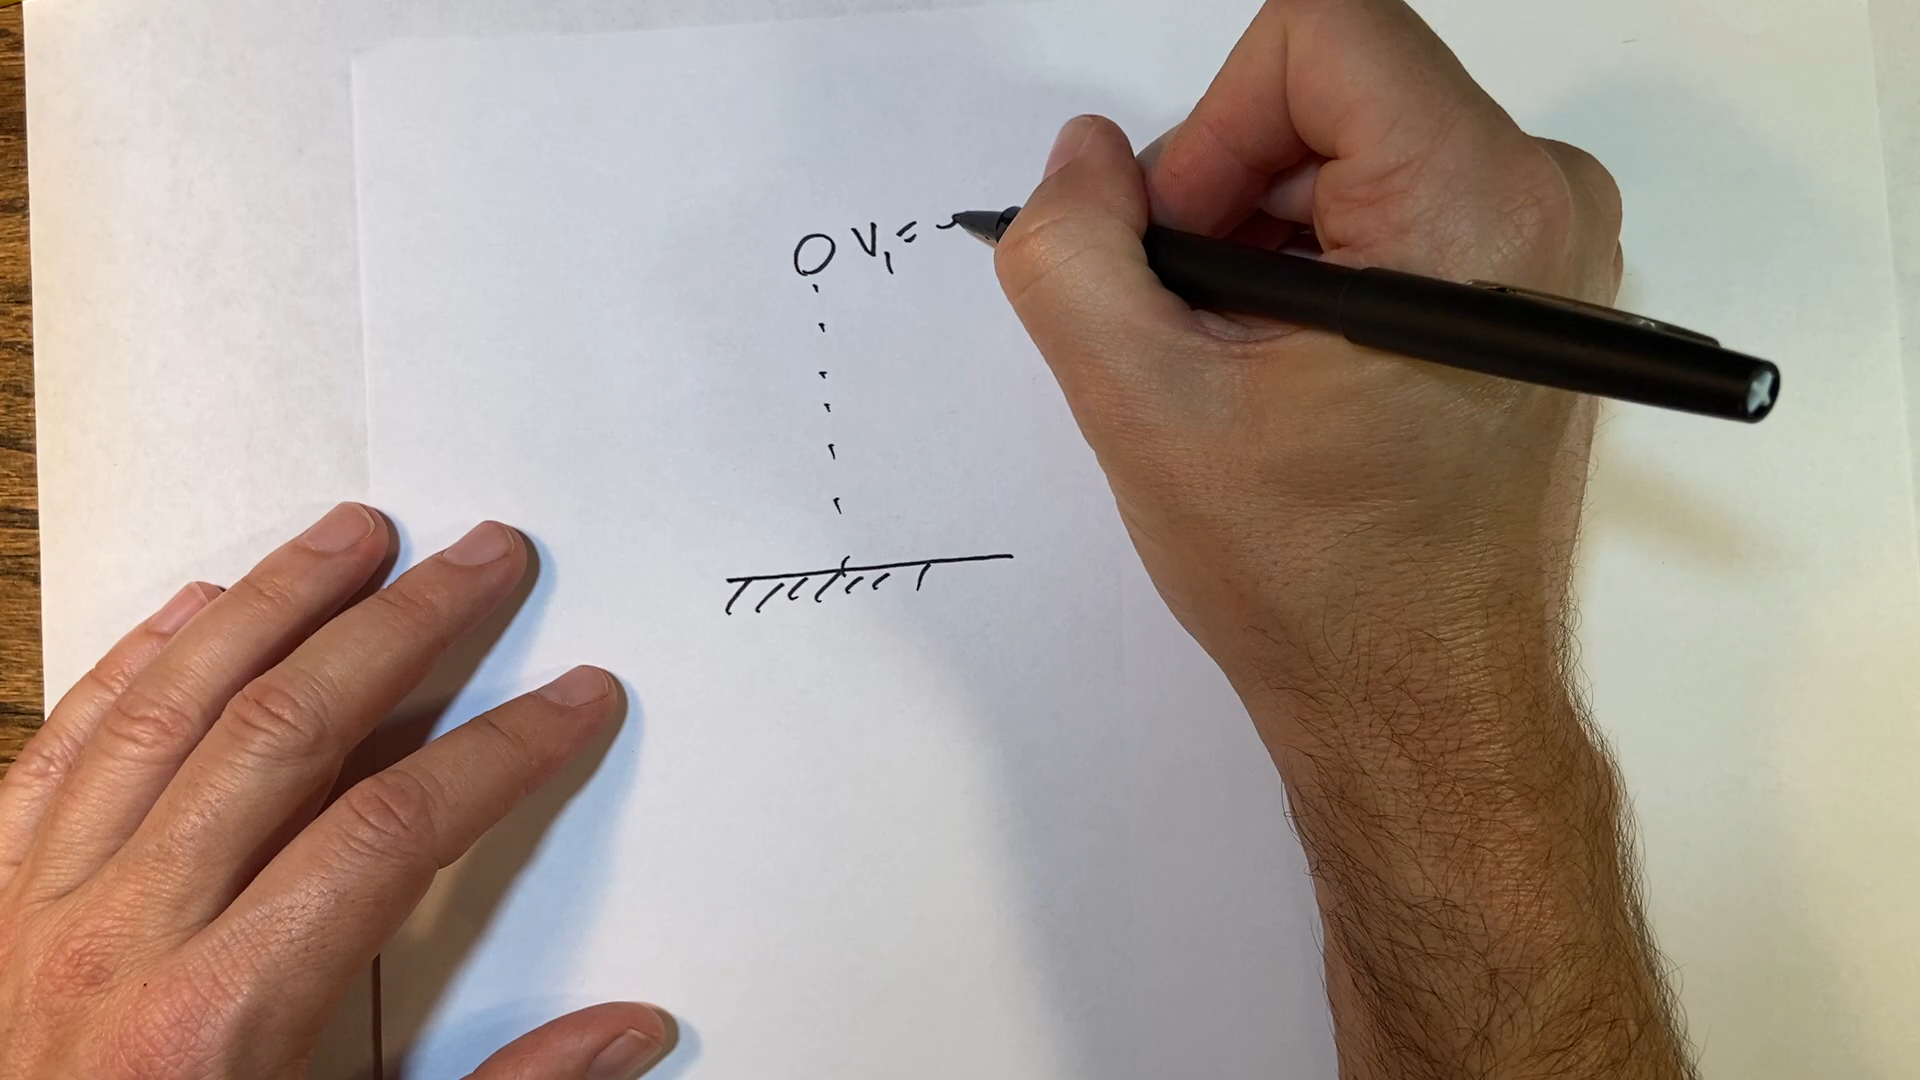 V₁ =